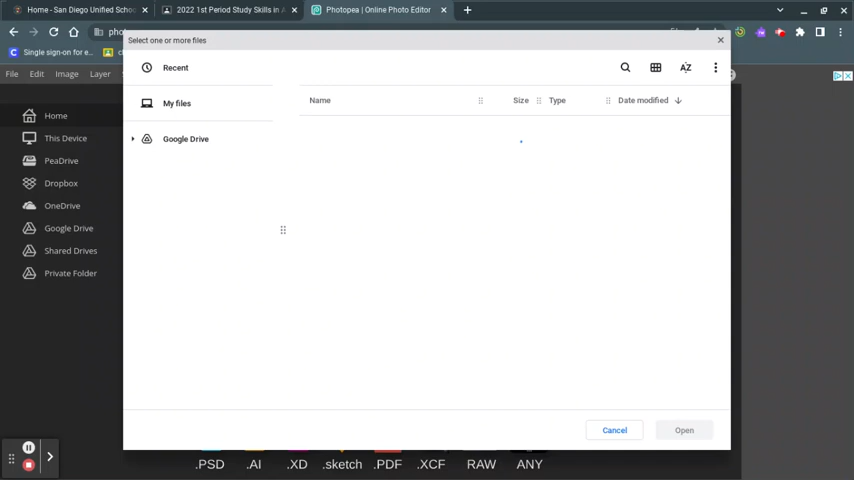 Home - San Diego Unified Schoo
2022 1st Period Study Skills in A
Photopea | Online Photo Editor
Single sign-on for e...
Select one or more files
File Edit Image Layer
Recent
My files
Google Drive
AZ
Name Size Type Date modified
Home
This Device
PeaDrive
Dropbox
OneDrive
Google Drive
Shared Drives
Private Folder
Cancel Open
.PSD .AI .XD .sketch .PDF .XCF RAW ANY